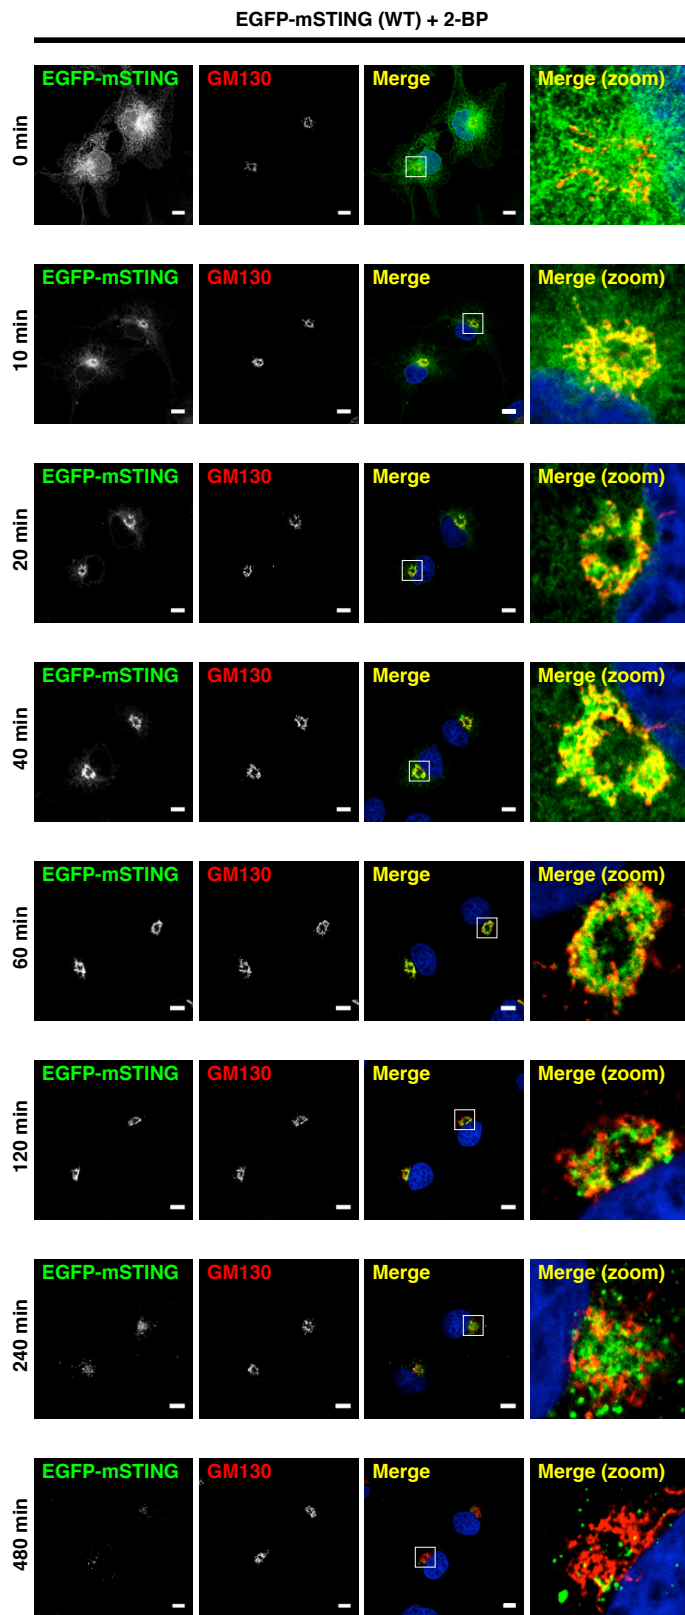 EGFP-mSTING (WT) + 2-BP
0 min
EGFP-mSTING
GM130
Merge
Merge (zoom)
10 min
EGFP-mSTING
GM130
Merge
Merge (zoom)
20 min
EGFP-mSTING
GM130
Merge
Merge (zoom)
40 min
EGFP-mSTING
GM130
Merge
Merge (zoom)
60 min
EGFP-mSTING
GM130
Merge
Merge (zoom)
120 min
EGFP-mSTING
GM130
Merge
Merge (zoom)
240 min
EGFP-mSTING
GM130
Merge
Merge (zoom)
480 min
EGFP-mSTING
GM130
Merge
Merge (zoom)